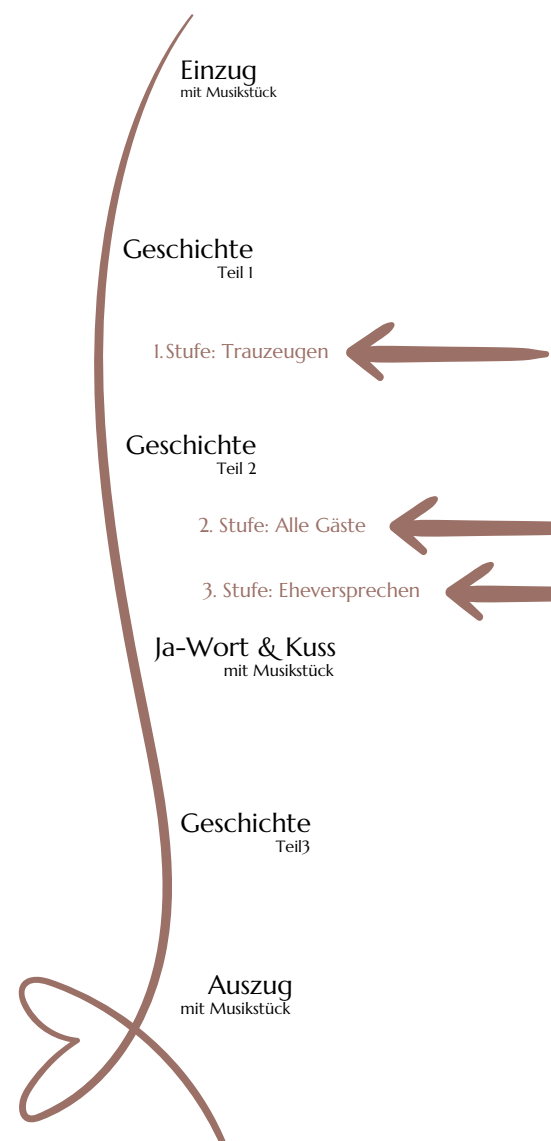 Einzug
mit Musikstück
Geschichte
Teil 1
1.Stufe: Trauzeugen
Geschichte
Teil 2
2. Stufe: Alle Gäste
3. Stufe: Eheversprechen
Ja-Wort & Kuss
mit Musikstück
Geschichte
Teil3
Auszug
mit Musikstück